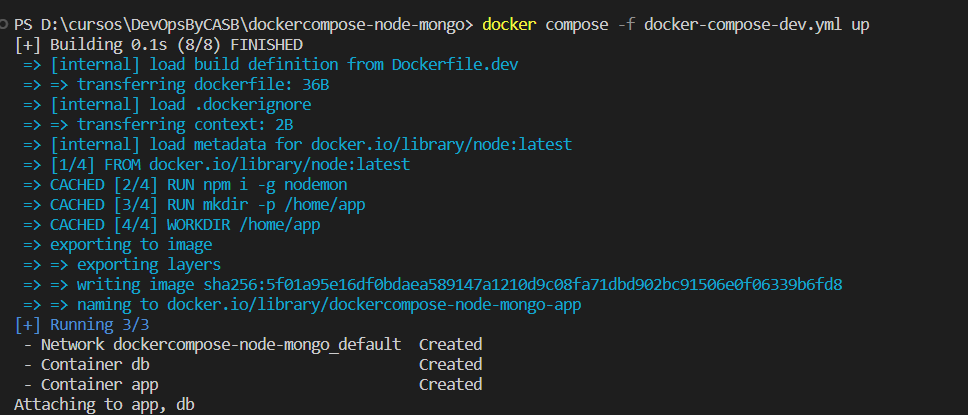 PS D:\cursos\DevOpsByCASB\dockercompose-node-mongo> docker compose -f docker-compose-dev.yml up
[+] Building 0.1s (8/8) FINISHED
=> [internal] load build definition from Dockerfile.dev
=> => transferring dockerfile: 36B
=> [internal] load .dockerignore
=> => transferring context: 2B
=> [internal] load metadata for docker.io/library/node:latest
=> [1/4] FROM docker.io/library/node:latest
=> CACHED [2/4] RUN npm i -g nodemon
=> CACHED [3/4] RUN mkdir -p /home/app
=> CACHED [4/4] WORKDIR /home/app
=> exporting to image
=> => exporting layers
=> => writing image sha256:5f01a95e16df0bdaea589147a1210d9c08fa71dbd902bc91506e0f06339b6fd8
=> => naming to docker.io/library/dockercompose-node-mongo-app
[+] Running 3/3
- Network dockercompose-node-mongo_default Created
- Container db Created
- Container app Created
Attaching to app, db